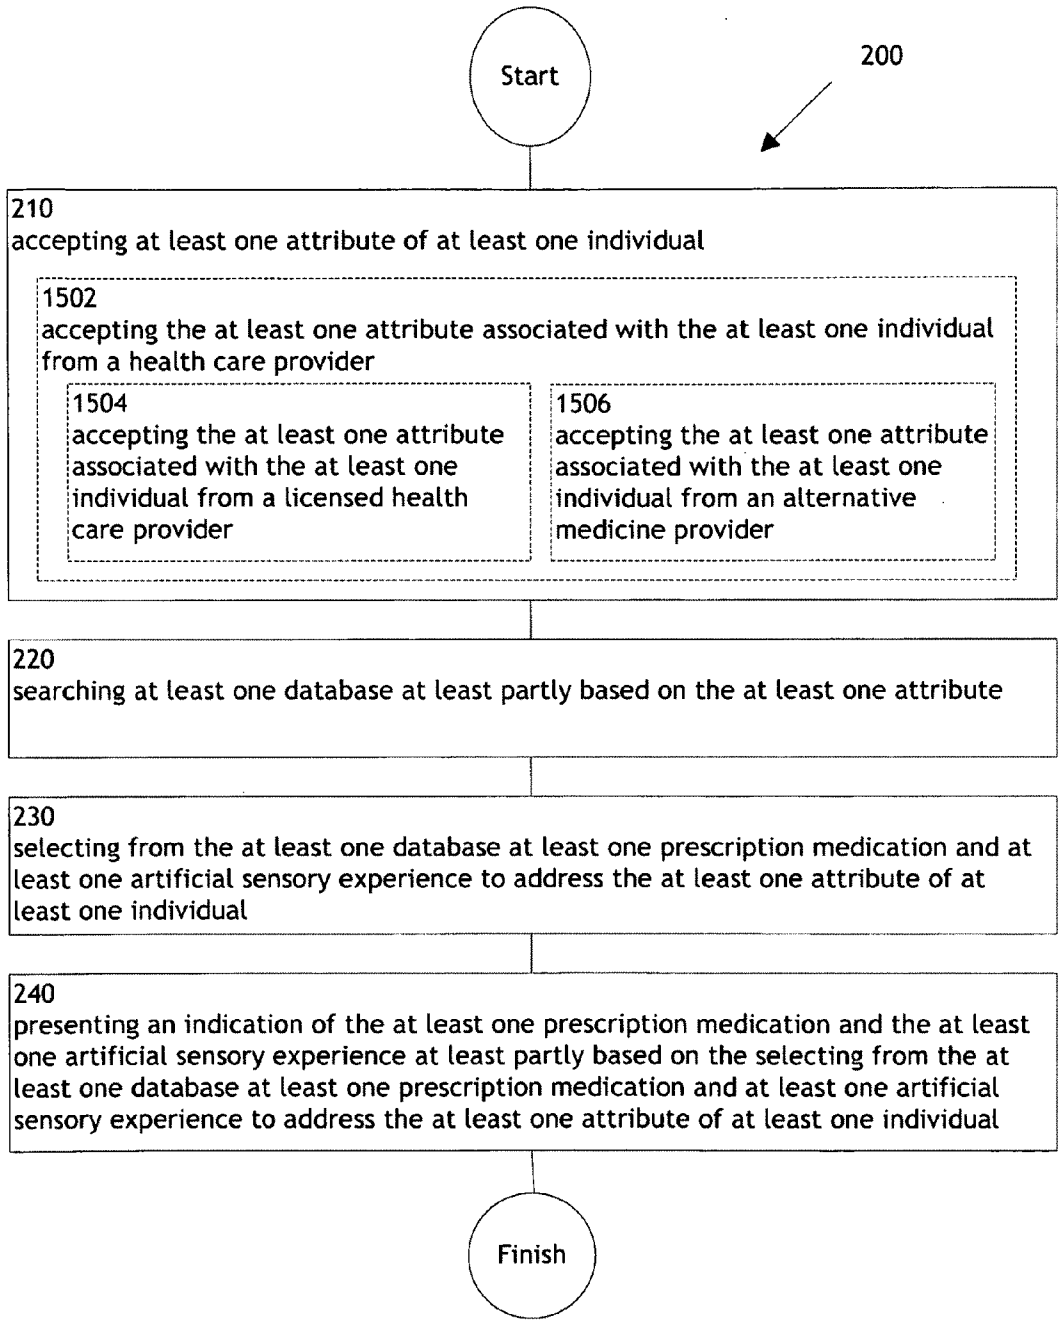 Start
200
210
accepting at least one attribute of at least one individual
1502
accepting the at least one attribute associated with the at least one individual
from a health care provider
1504
accepting the at least one attribute
associated with the at least one
individual from a licensed health
care provider
1506
accepting the at least one attribute
associated with the at least one
individual from an alternative
medicine provider
220
searching at least one database at least partly based on the at least one attribute
230
selecting from the at least one database at least one prescription medication and at
least one artificial sensory experience to address the at least one attribute of at
least one individual
240
presenting an indication of the at least one prescription medication and the at least
one artificial sensory experience at least partly based on the selecting from the at
least one database at least one prescription medication and at least one artificial
sensory experience to address the at least one attribute of at least one individual
Finish